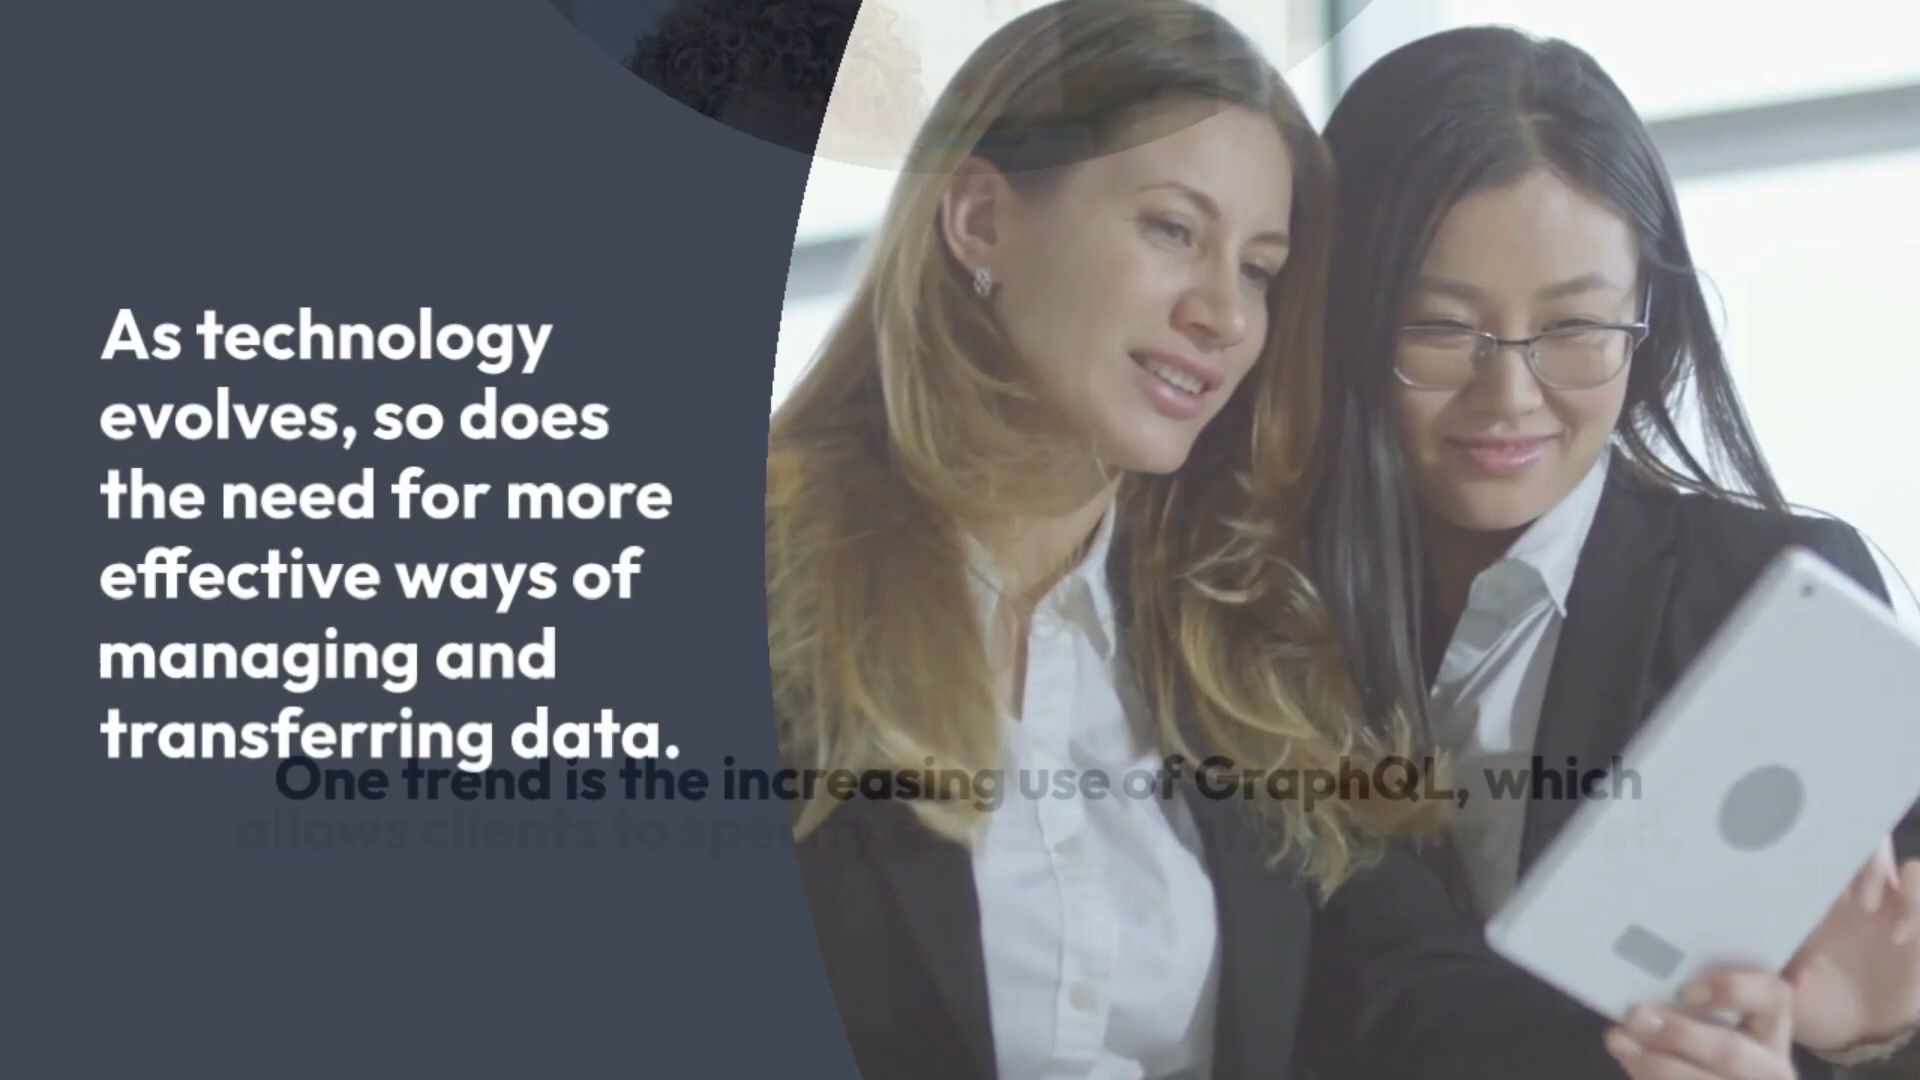 As technology
evolves, so does
the need for more
effective ways of
managing and
transferring data.
One trend is the increasing use of GraphQL, which
allows clients to specify